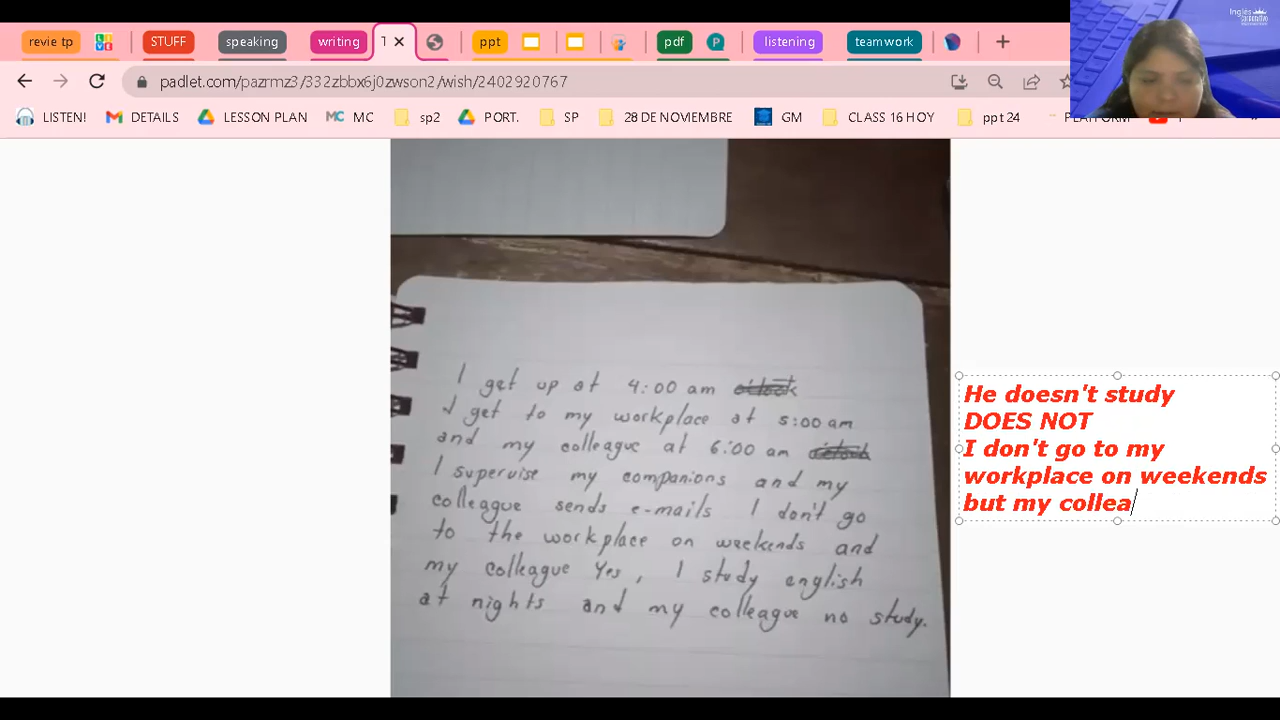 Inglés
revie tp
STUFF
speaking
writing
ppt
pdf
listening
teamwork
padlet.com/pazrmz3/332zbbx6i0zwson2/wish/2402920767
LISTEN!
DETAILS
LESSON PLAN
MC
MC
sp2
PORT.
SP
28 DE NOVIEMBRE
GM
CLASS 16 HOY
ppt 24
I get up at 4:00 am
I get to my workplace at 5:00 am
and my colleague at 6:00 am
I supervise my companions and my
colleague sends e-mails I don't go
to the workplace on weekends and
my colleague Yes, I study english
at nights and my colleague no study.
He doesn't study
DOES NOT
I don't go to my
workplace on weekends
but my collea